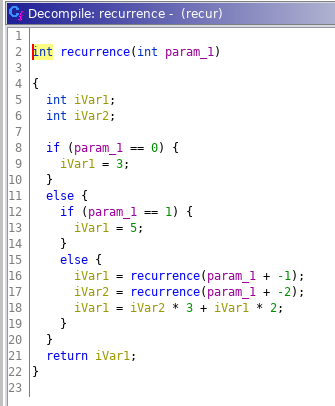 Decompile: recurrence - (recur)
1
2 int recurrence(int param_1)
3
4 {
5   int iVar1;
6   int iVar2;
7
8   if (param_1 == 0) {
9     iVar1 = 3;
10   }
11   else {
12     if (param_1 == 1) {
13       iVar1 = 5;
14     }
15     else {
16       iVar1 = recurrence(param_1 + -1);
17       iVar2 = recurrence(param_1 + -2);
18       iVar1 = iVar2 * 3 + iVar1 * 2;
19     }
20   }
21   return iVar1;
22 }
23